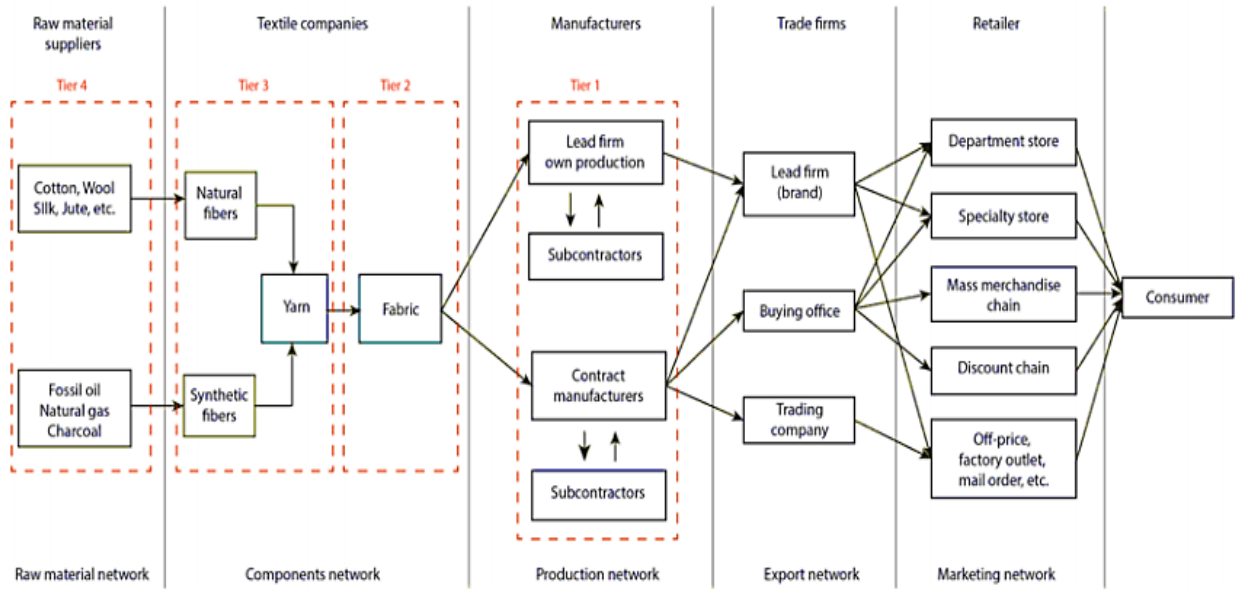 Raw material
suppliers
Textile companies
Manufacturers
Trade firms
Retailer
Tier 4
Tier 3
Tier 2
Tier 1
Cotton, Wool
Silk, Jute, etc.
Fossil oil
Natural gas
Charcoal
Natural
fibers
Synthetic
fibers
Yarn
Fabric
Lead firm
own production
Subcontractors
Contract
manufacturers
Subcontractors
Lead firm
(brand)
Buying office
Trading
company
Department store
Specialty store
Mass merchandise
chain
Discount chain
Off-price,
factory outlet,
mail order, etc.
Consumer
Raw material network
Components network
Production network
Export network
Marketing network